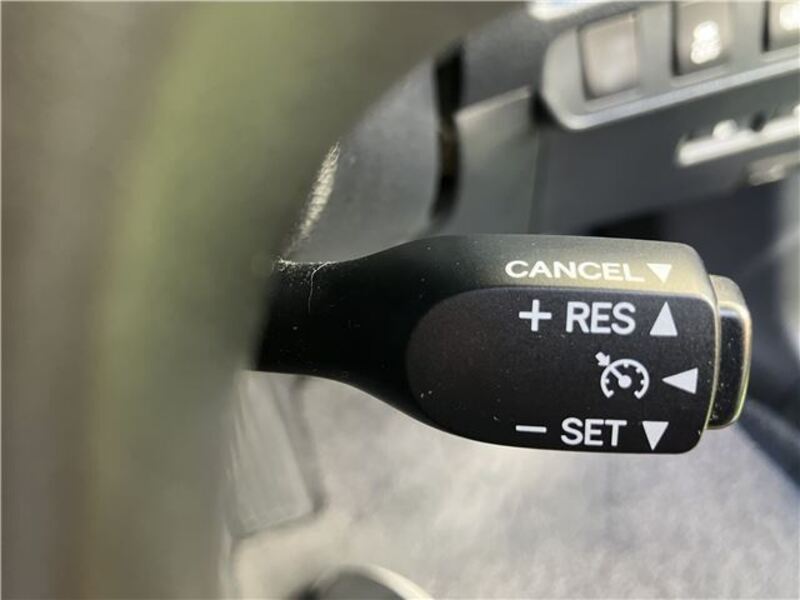 CANCEL ▼
+ RES ▲
◀
− SET ▼